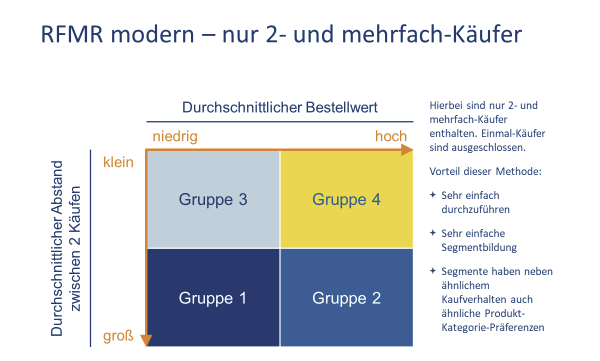 RFMR modern – nur 2- und mehrfach-Käufer
Durchschnittlicher Bestellwert
niedrig
hoch
Durchschnittlicher Abstand
zwischen 2 Käufen
klein
groß
Gruppe 3
Gruppe 4
Gruppe 1
Gruppe 2
Hierbei sind nur 2- und
mehrfach-Käufer
enthalten. Einmal-Käufer
sind ausgeschlossen.
Vorteil dieser Methode:
Sehr einfach
durchzuführen
Sehr einfache
Segmentbildung
Segmente haben neben
ähnlichem
Kaufverhalten auch
ähnliche Produkt-
Kategorie-Präferenzen